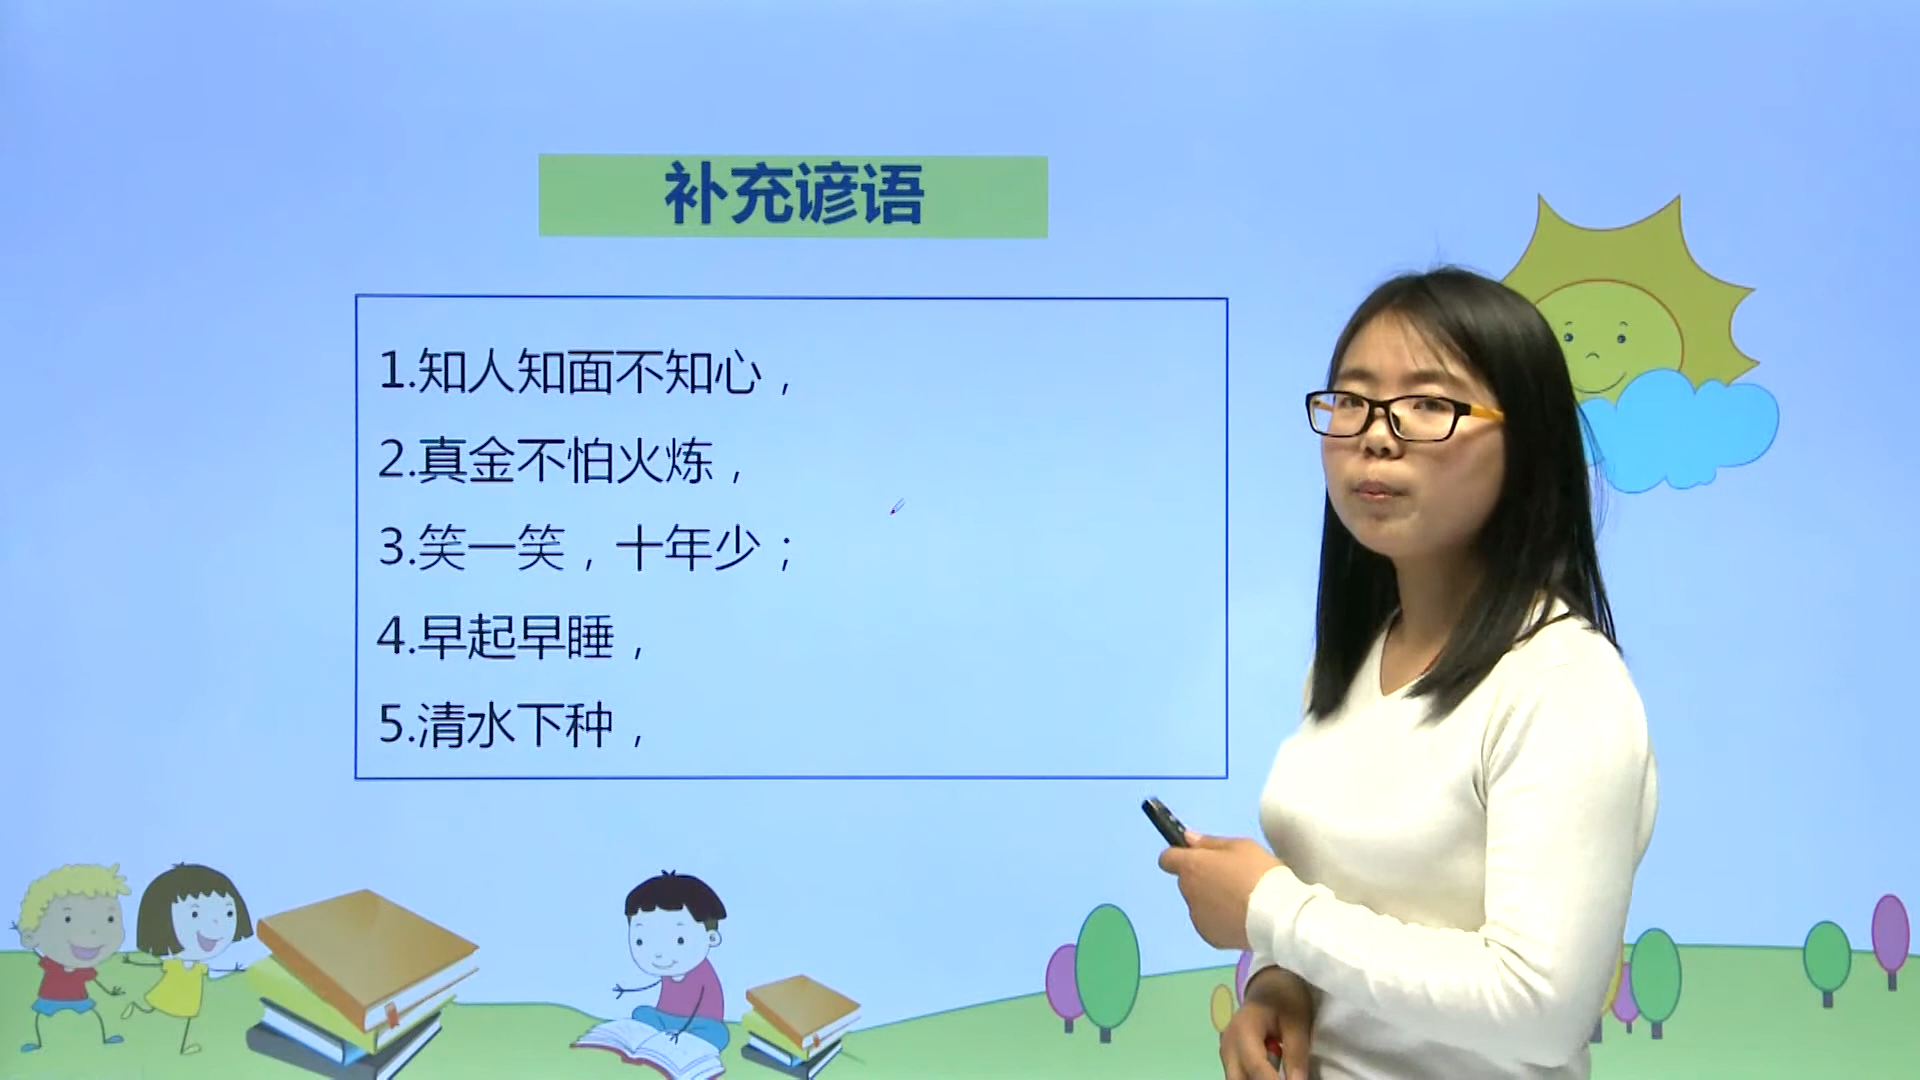 补充谚语
1.知人知面不知心，
2.真金不怕火炼，
3.笑一笑，十年少；
4.早起早睡，
5.清水下种，